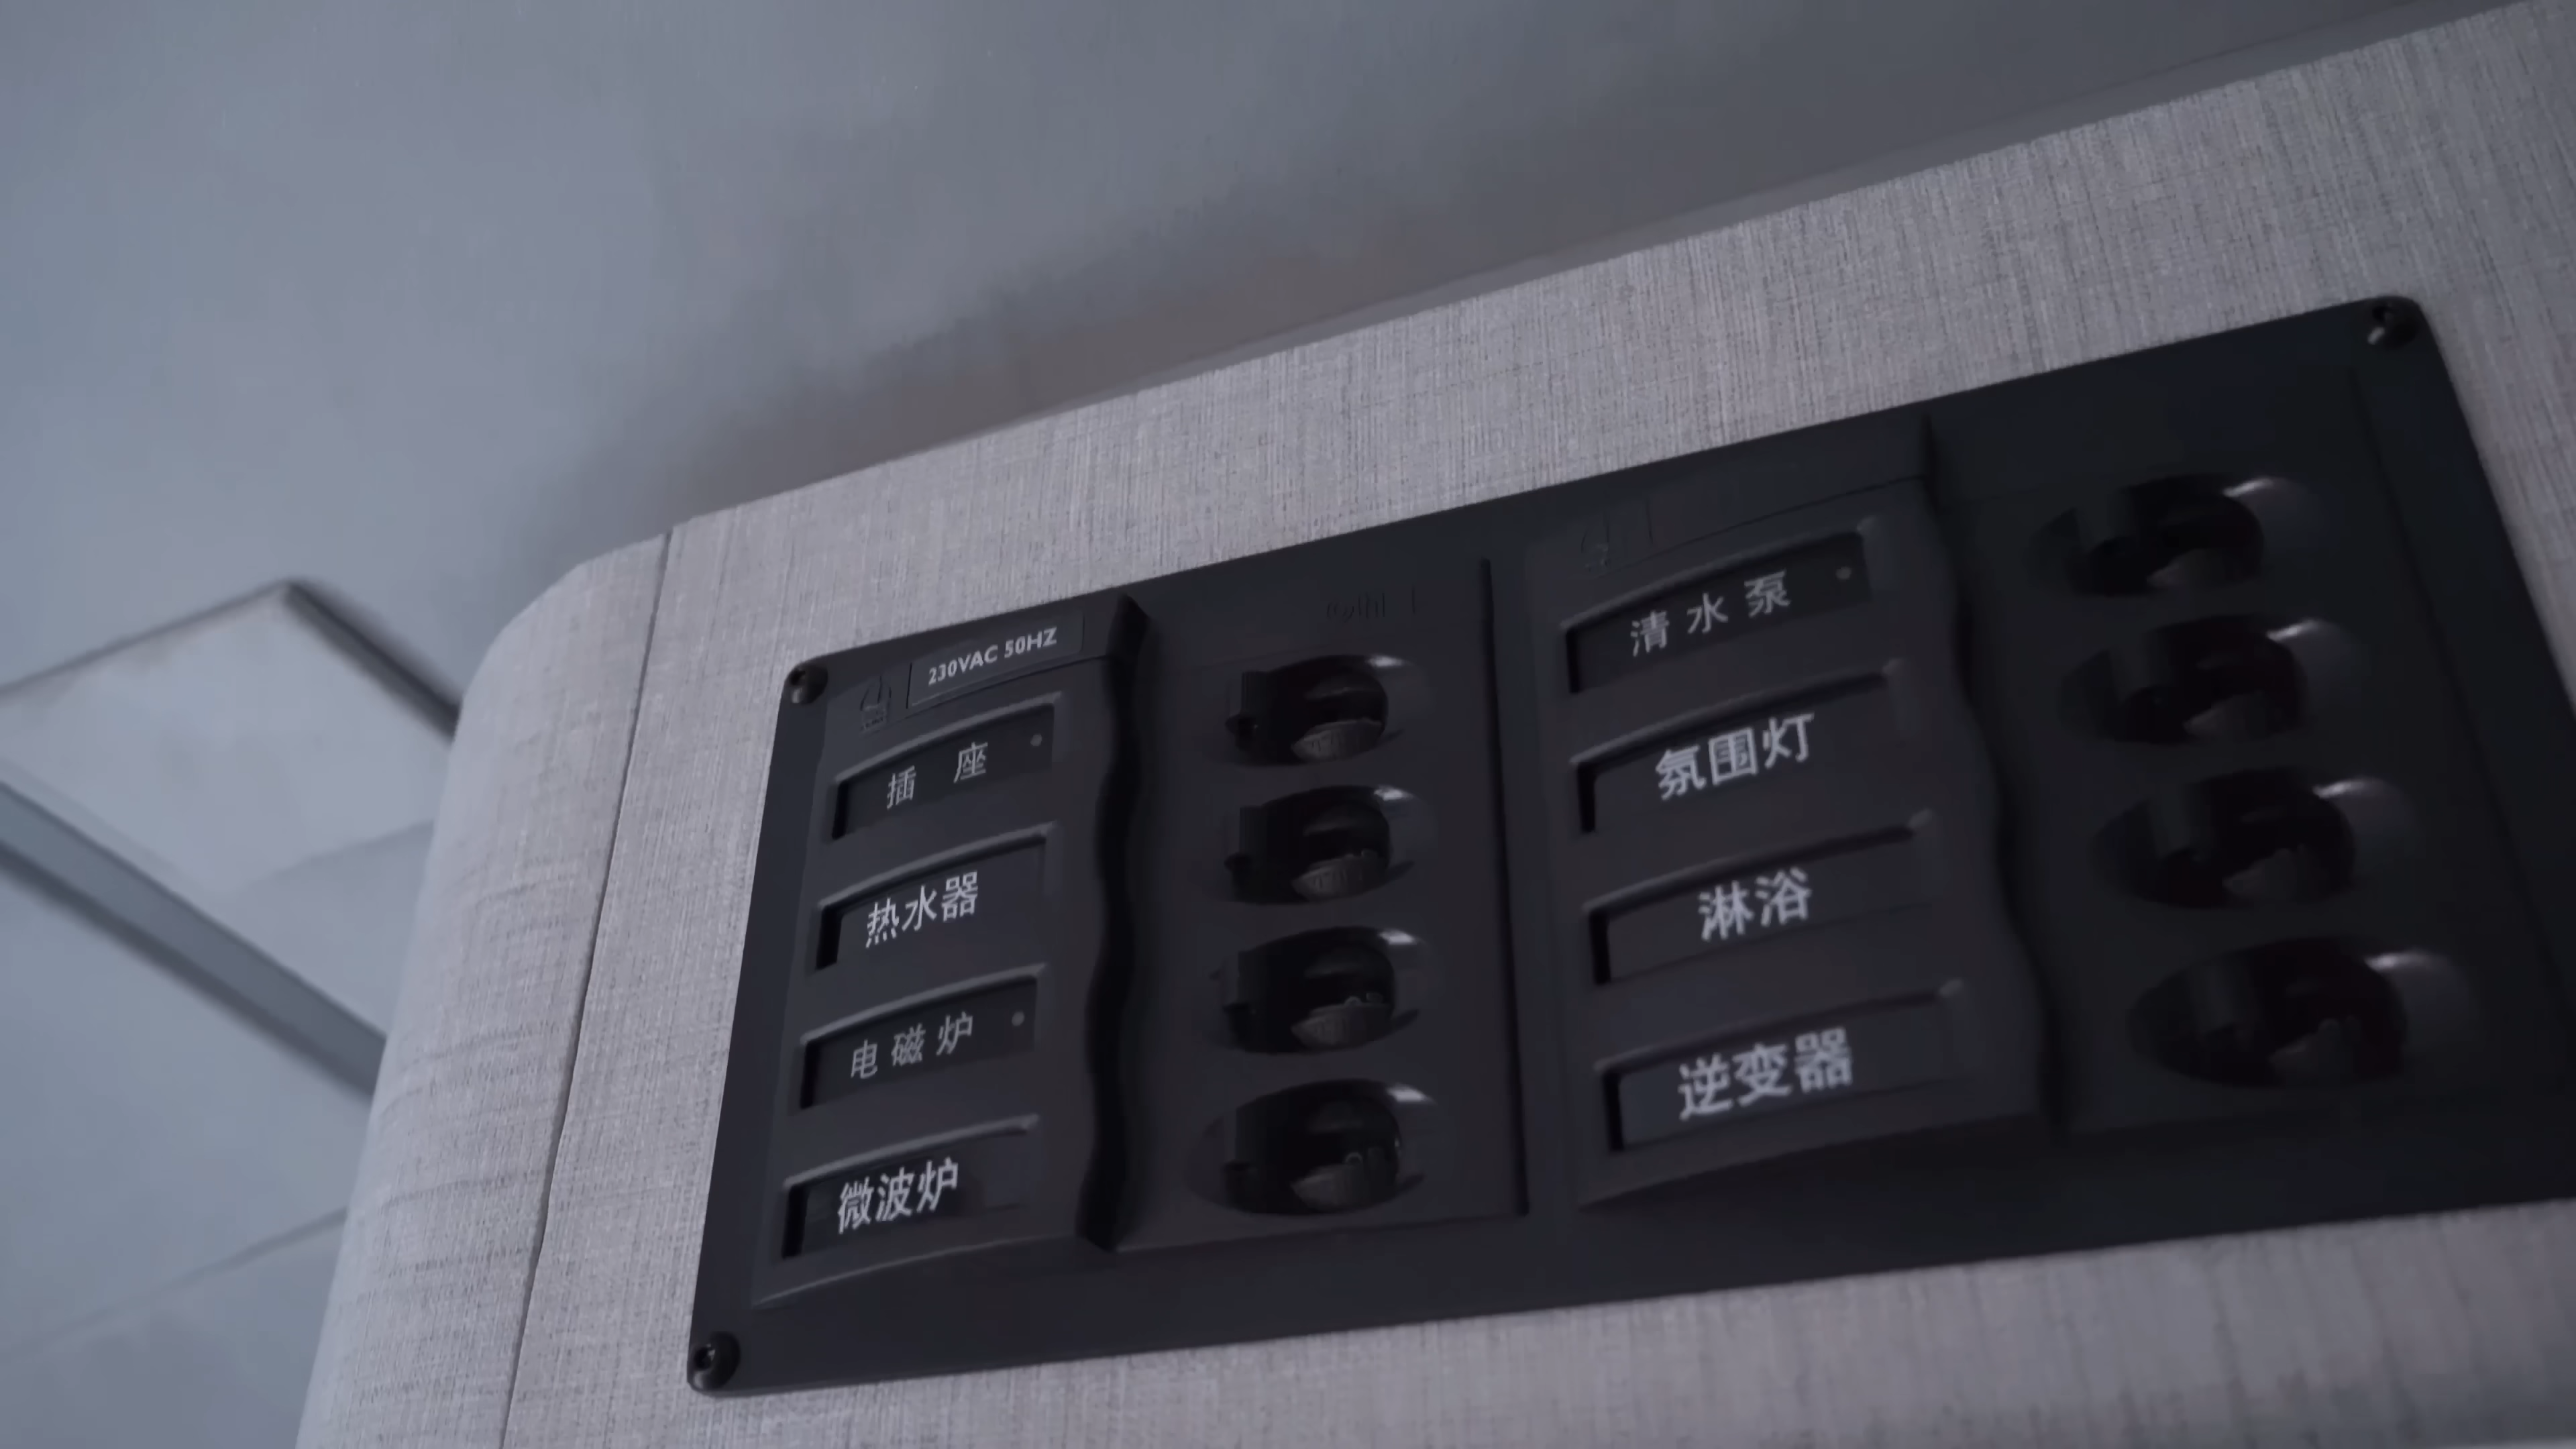 230VAC 50HZ
插 座
热水器
电 磁 炉
微波炉
清 水 泵
氛围灯
淋浴
逆变器